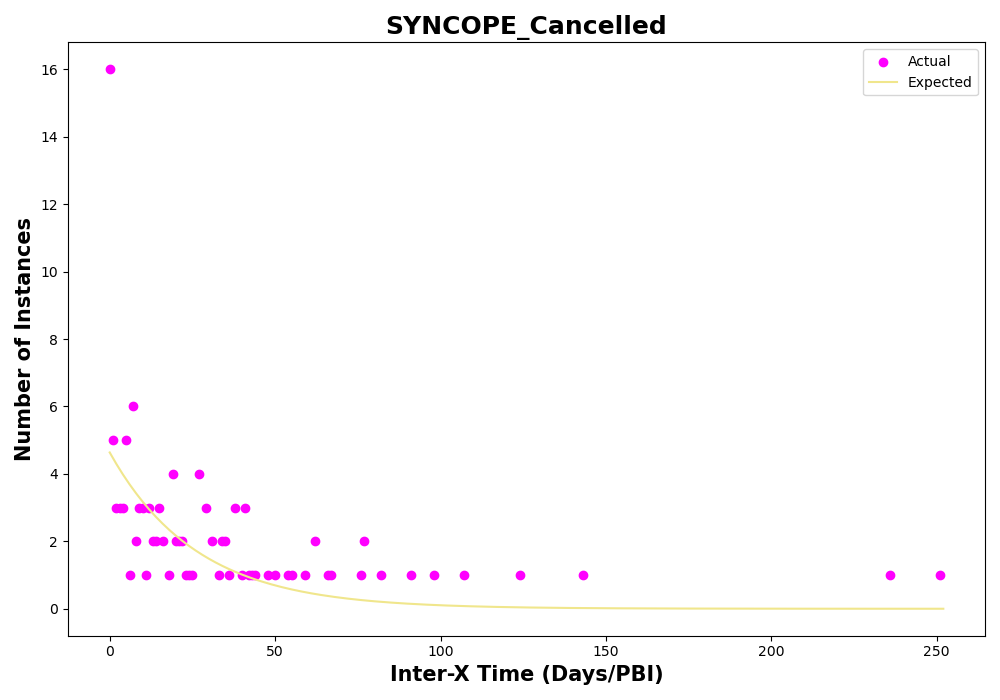 SYNCOPE_Cancelled
Actual
Expected
16
14
12
10
8
6
4
2
0
Number of Instances
0 50 100 150 200 250
Inter-X Time (Days/PBI)